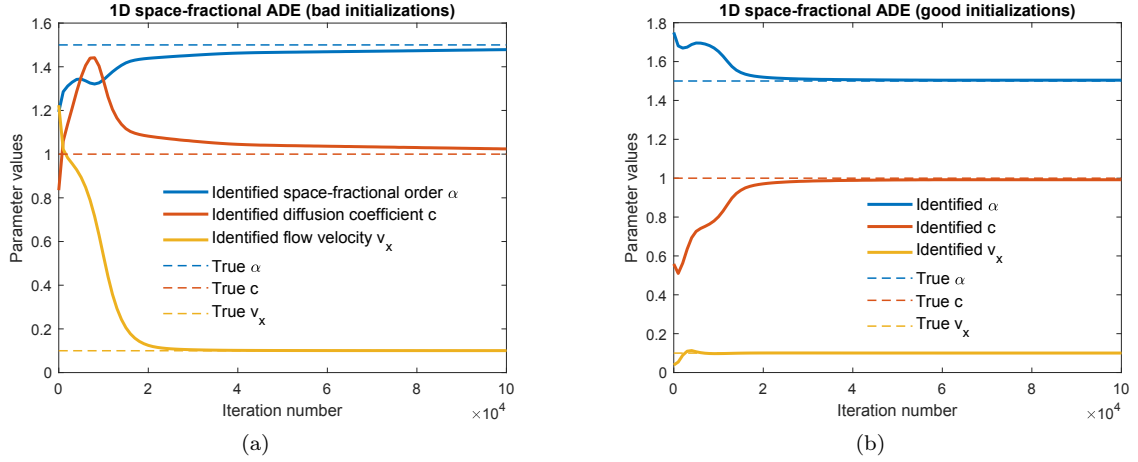 1D space-fractional ADE (bad initializations)
1.6
1.4
1.2
1
0.8
0.6
0.4
0.2
0
Parameter values
Identified space-fractional order α
Identified diffusion coefficient c
Identified flow velocity v_x
True α
True c
True v_x
0 2 4 6 8 10
Iteration number
×10^4
(a)
1D space-fractional ADE (good initializations)
1.8
1.6
1.4
1.2
1
0.8
0.6
0.4
0.2
0
Parameter values
Identified α
Identified c
Identified v_x
True α
True c
True v_x
0 2 4 6 8 10
Iteration number
×10^4
(b)